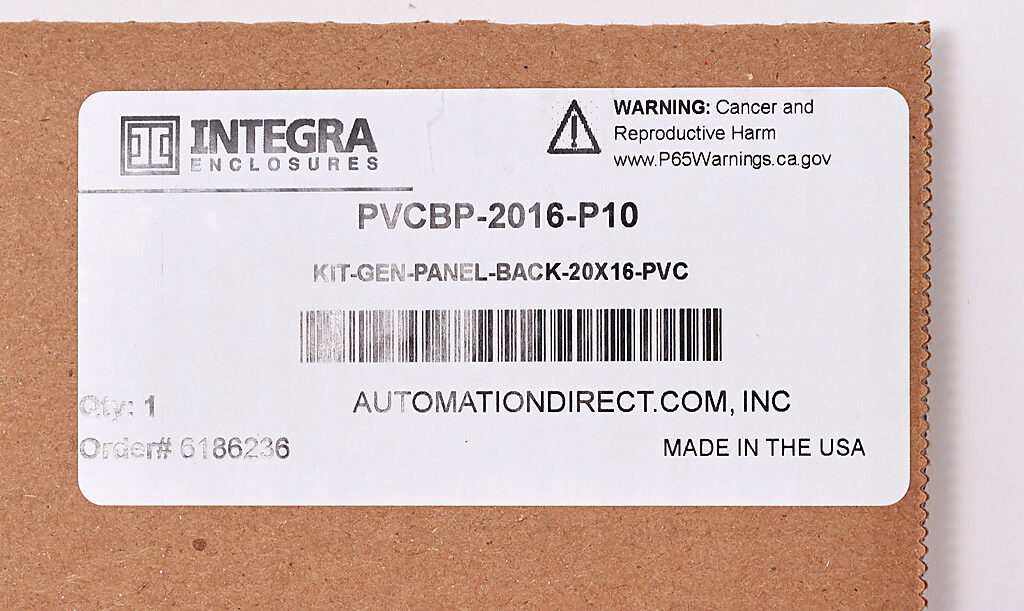 INTEGRA
ENCLOSURES
WARNING: Cancer and
Reproductive Harm
www.P65Warnings.ca.gov
PVCBP-2016-P10
KIT-GEN-PANEL-BACK-20X16-PVC
AUTOMATIONDIRECT.COM, INC
Qty: 1
Order# 6186236
MADE IN THE USA